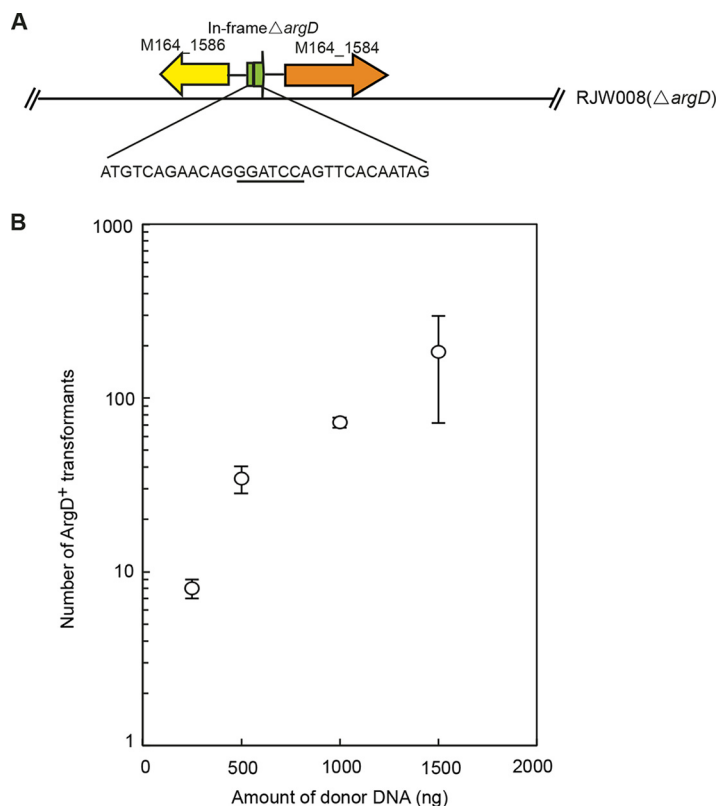 A
In-frame△argD
M164_1586
M164_1584
RJW008(△argD)
ATGTCAGAACAGGGATCCAGTTCACAATAG
B
1000
100
10
1
Number of ArgD+ transformants
0 500 1000 1500 2000
Amount of donor DNA (ng)